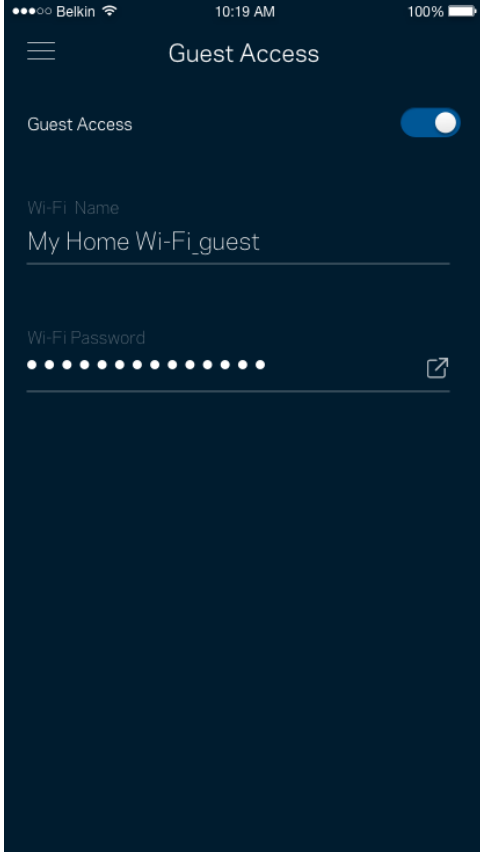 Belkin 10:19 AM 100%
Guest Access
Guest Access
Wi-Fi Name
My Home Wi-Fi_guest
Wi-Fi Password
●●●●●●●●●●●●●●